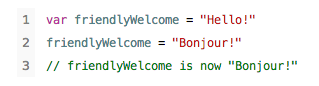 1 var friendlyWelcome = "Hello!"
2 friendlyWelcome = "Bonjour!"
3 // friendlyWelcome is now "Bonjour!"